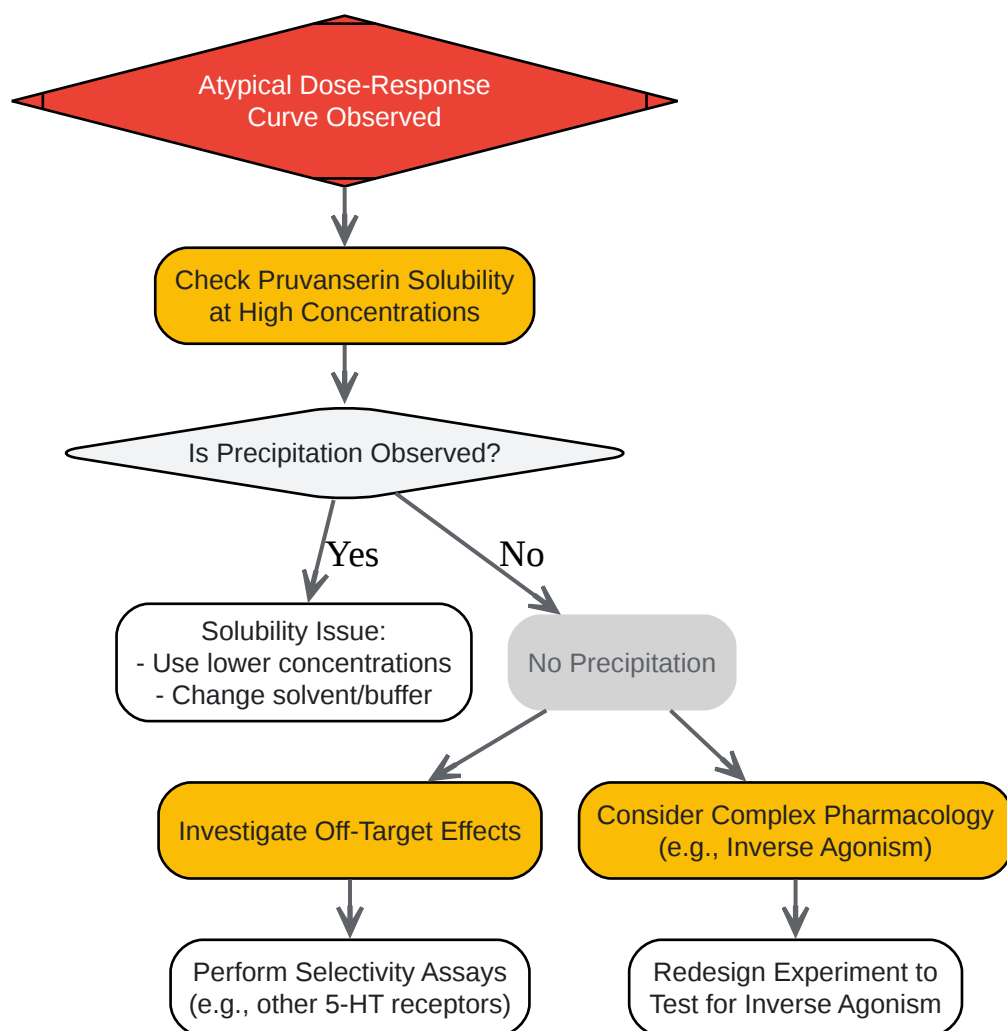 Atypical Dose-Response
Curve Observed
Check Pruvanserin Solubility
at High Concentrations
Is Precipitation Observed?
Yes
No
Solubility Issue:
- Use lower concentrations
- Change solvent/buffer
No Precipitation
Investigate Off-Target Effects
Consider Complex Pharmacology
(e.g., Inverse Agonism)
Perform Selectivity Assays
(e.g., other 5-HT receptors)
Redesign Experiment to
Test for Inverse Agonism